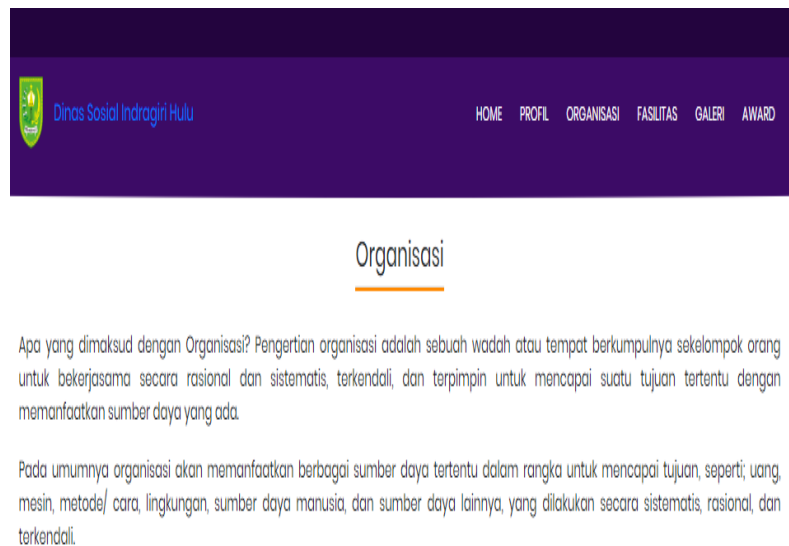 Dinas Sosial Indragiri Hulu
HOME PROFIL ORGANISASI FASILITAS GALERI AWARD
Organisasi
Apa yang dimaksud dengan Organisasi? Pengertian organisasi adalah sebuah wadah atau tempat berkumpulnya sekelompok orang
untuk bekerjasama secara rasional dan sistematis, terkendali, dan terpimpin untuk mencapai suatu tujuan tertentu dengan
memanfaatkan sumber daya yang ada.
Pada umumnya organisasi akan memanfaatkan berbagai sumber daya tertentu dalam rangka untuk mencapai tujuan, seperti; uang,
mesin, metode/ cara, lingkungan, sumber daya manusia, dan sumber daya lainnya, yang dilakukan secara sistematis, rasional, dan
terkendali.